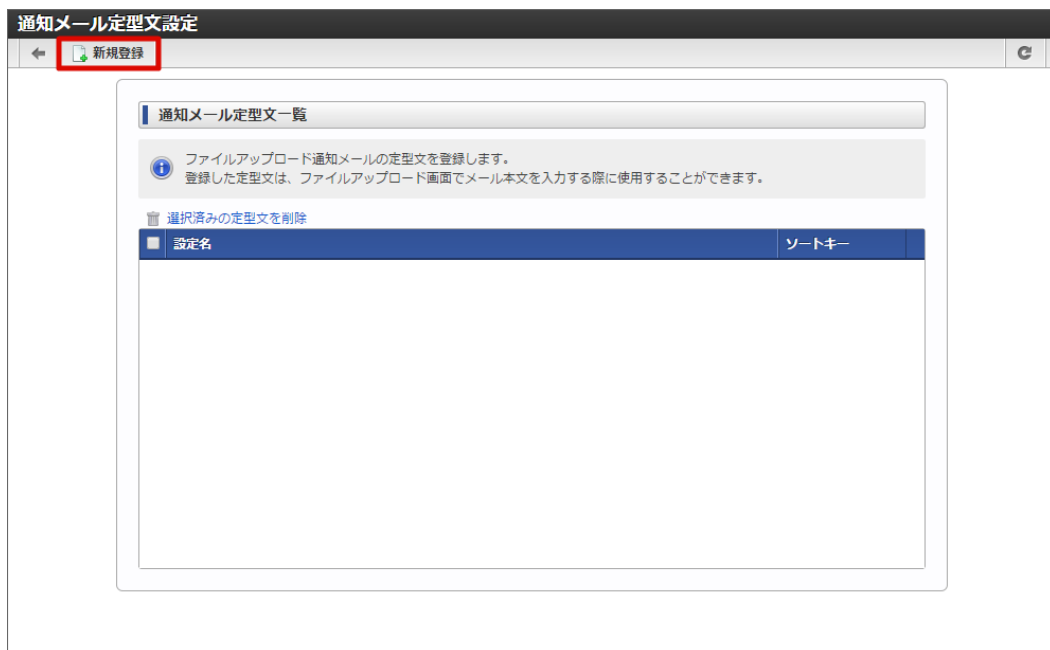 通知メール定型文設定
新規登録
通知メール定型文一覧
ファイルアップロード通知メールの定型文を登録します。
登録した定型文は、ファイルアップロード画面でメール本文を入力する際に使用することができます。
選択済みの定型文を削除
設定名 ソートキー